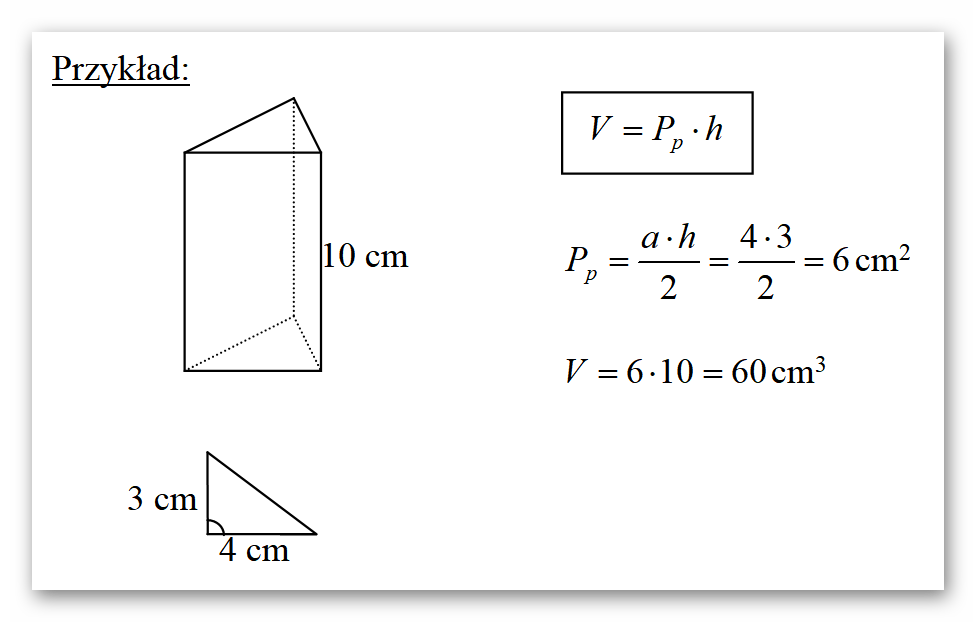 Przykład:
V = P_p · h
10 cm
P_p = (a · h)/2 = (4 · 3)/2 = 6 cm²
V = 6 · 10 = 60 cm³
3 cm
4 cm